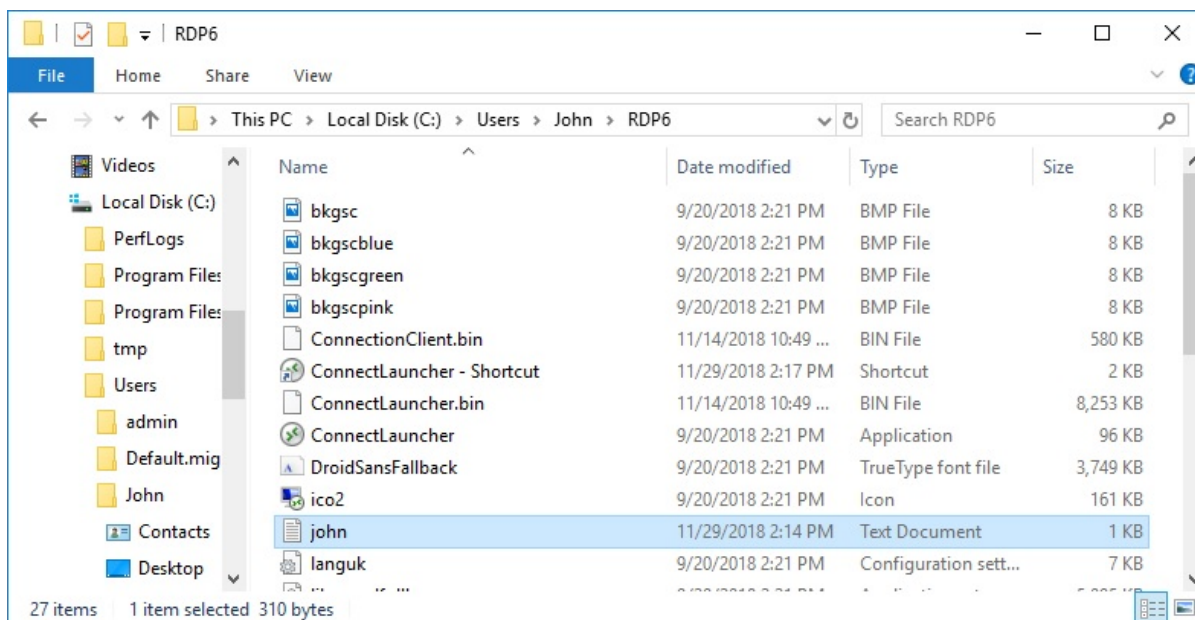 RDP6
File Home Share View
This PC > Local Disk (C:) > Users > John > RDP6 Search RDP6
Name Date modified Type Size
Videos
Local Disk (C:)
PerfLogs
Program Files
Program Files
tmp
Users
admin
Default.mig
John
Contacts
Desktop
bkgsc 9/20/2018 2:21 PM BMP File 8 KB
bkgscblue 9/20/2018 2:21 PM BMP File 8 KB
bkgscgreen 9/20/2018 2:21 PM BMP File 8 KB
bkgscpink 9/20/2018 2:21 PM BMP File 8 KB
ConnectionClient.bin 11/14/2018 10:49 ... BIN File 580 KB
ConnectLauncher - Shortcut 11/29/2018 2:17 PM Shortcut 2 KB
ConnectLauncher.bin 11/14/2018 10:49 ... BIN File 8,253 KB
ConnectLauncher 9/20/2018 2:21 PM Application 96 KB
DroidSansFallback 9/20/2018 2:21 PM TrueType font file 3,749 KB
ico2 9/20/2018 2:21 PM Icon 161 KB
john 11/29/2018 2:14 PM Text Document 1 KB
languk 9/20/2018 2:21 PM Configuration sett... 7 KB
27 items 1 item selected 310 bytes